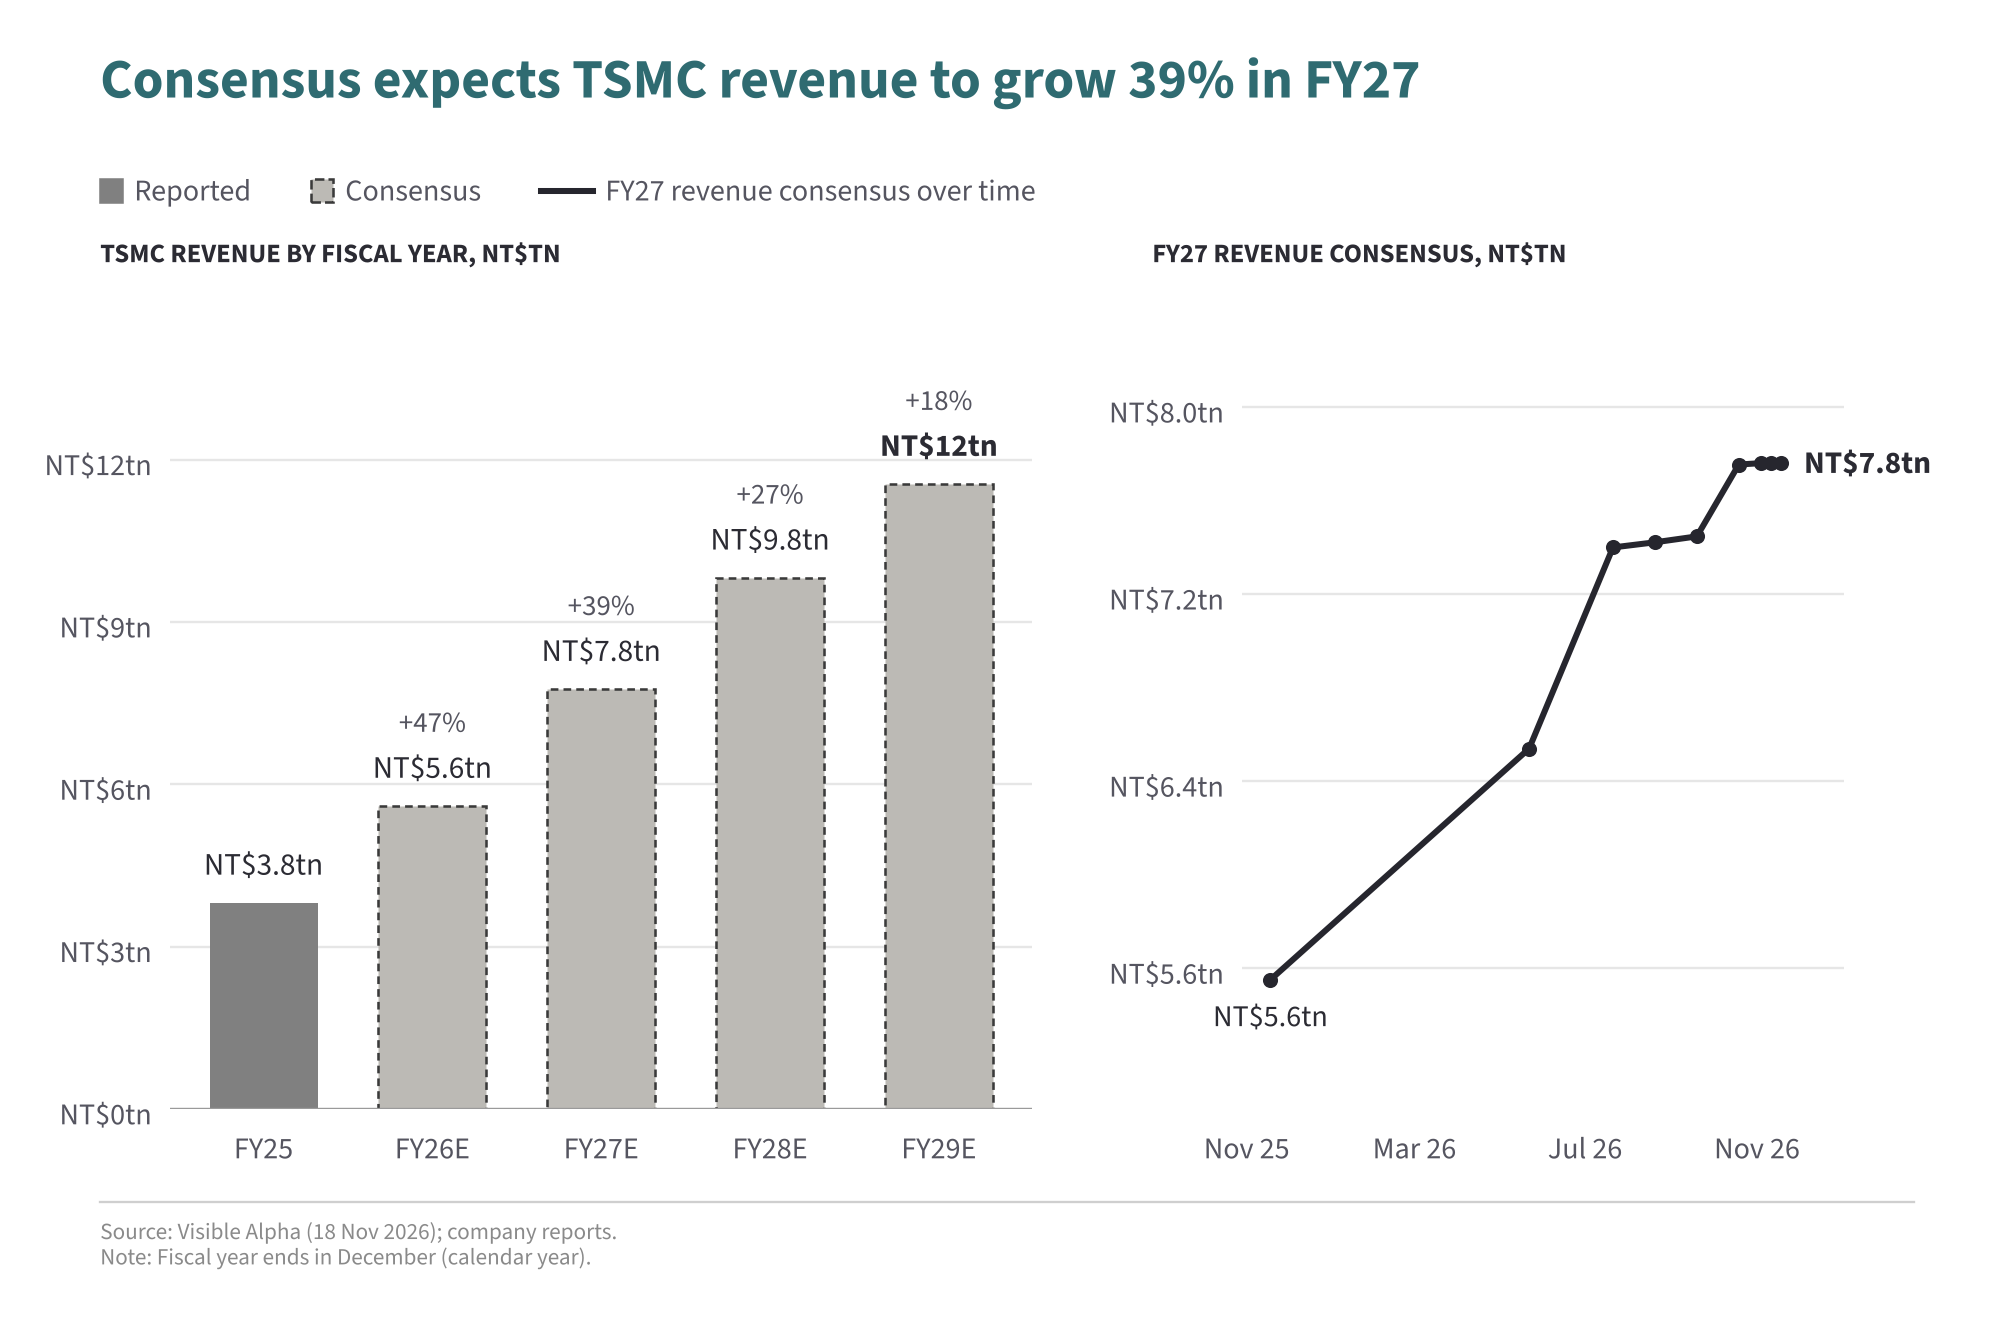 Consensus expects TSMC revenue to grow 39% in FY27
Reported
Consensus
FY27 revenue consensus over time
TSMC REVENUE BY FISCAL YEAR, NT$TN
NT$12tn
NT$9tn
NT$6tn
NT$3tn
NT$0tn
NT$3.8tn
+47%
NT$5.6tn
+39%
NT$7.8tn
+27%
NT$9.8tn
+18%
NT$12tn
FY25
FY26E
FY27E
FY28E
FY29E
FY27 REVENUE CONSENSUS, NT$TN
NT$8.0tn
NT$7.2tn
NT$6.4tn
NT$5.6tn
NT$5.6tn
NT$7.8tn
Nov 25
Mar 26
Jul 26
Nov 26
Source: Visible Alpha (18 Nov 2026); company reports.
Note: Fiscal year ends in December (calendar year).